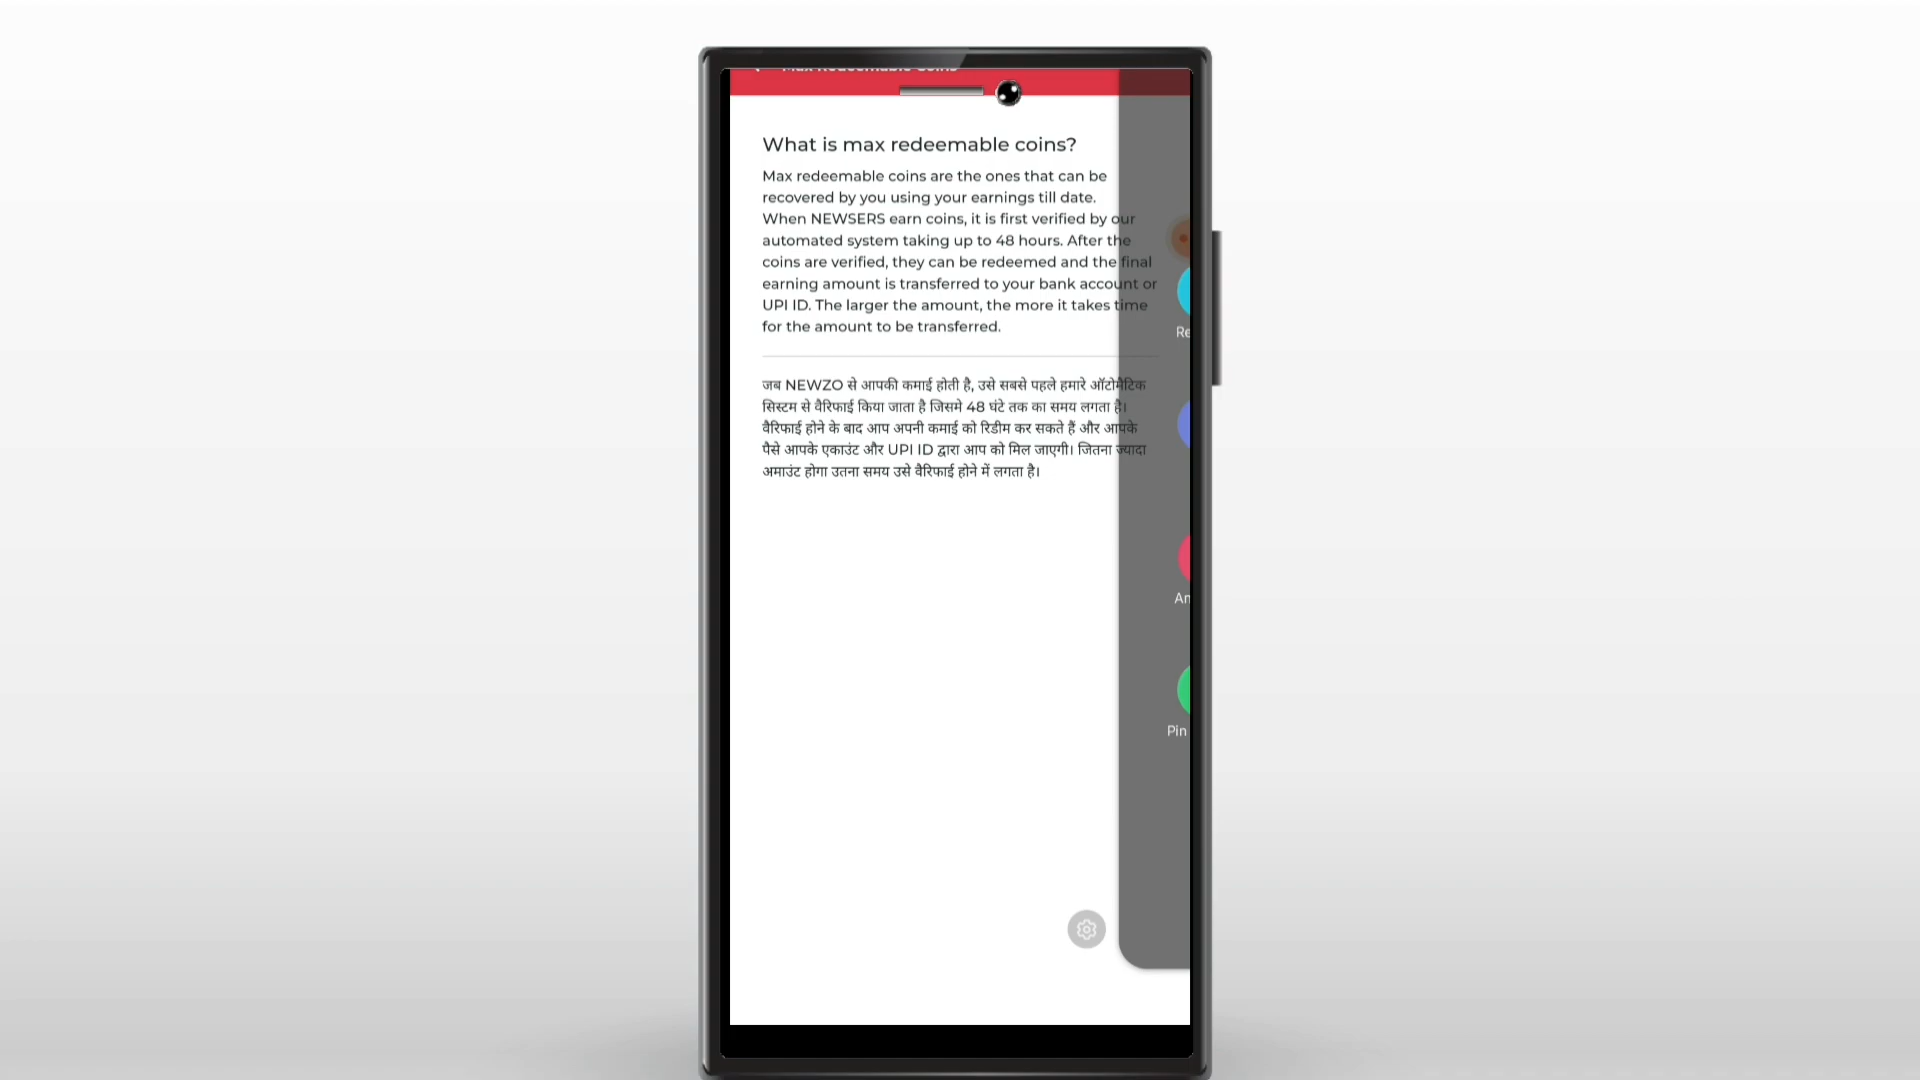 Max Redeemable Coins
What is max redeemable coins?
Max redeemable coins are the ones that can be
recovered by you using your earnings till date.
When NEWSERS earn coins, it is first verified by our
automated system taking up to 48 hours. After the
coins are verified, they can be redeemed and the final
earning amount is transferred to your bank account or
UPI ID. The larger the amount, the more it takes time
for the amount to be transferred.
जब NEWZO से आपकी कमाई होती है, उसे सबसे पहले हमारे ऑटोमैटिक
सिस्टम से वैरिफाई किया जाता है जिसमे 48 घंटे तक का समय लगता है।
वैरिफाई होने के बाद आप अपनी कमाई को रिडीम कर सकते हैं और आपके
पैसे आपके एकाउंट और UPI ID द्वारा आप को मिल जाएगी। जितना ज्यादा
अमाउंट होगा उतना समय उसे वैरिफाई होने में लगता है।
Re
An
Pin